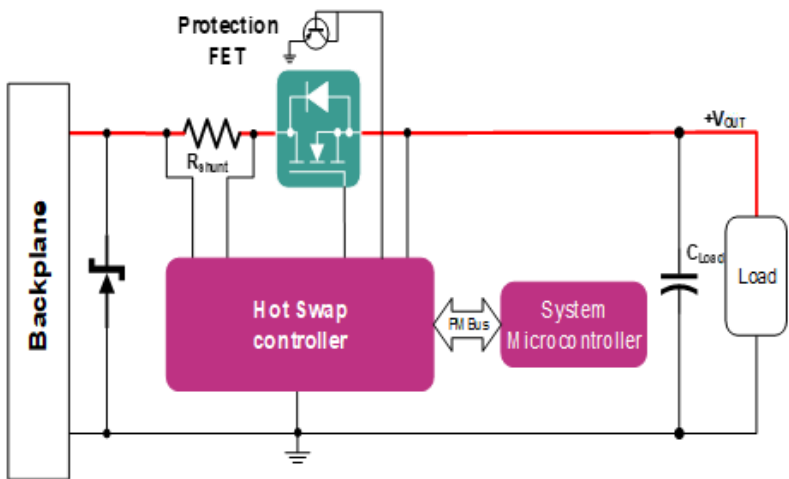 Protection
FET
+VOUT
Rshunt
Backplane
CLoad
Load
Hot Swap
controller
PM Bus
System
Microcontroller